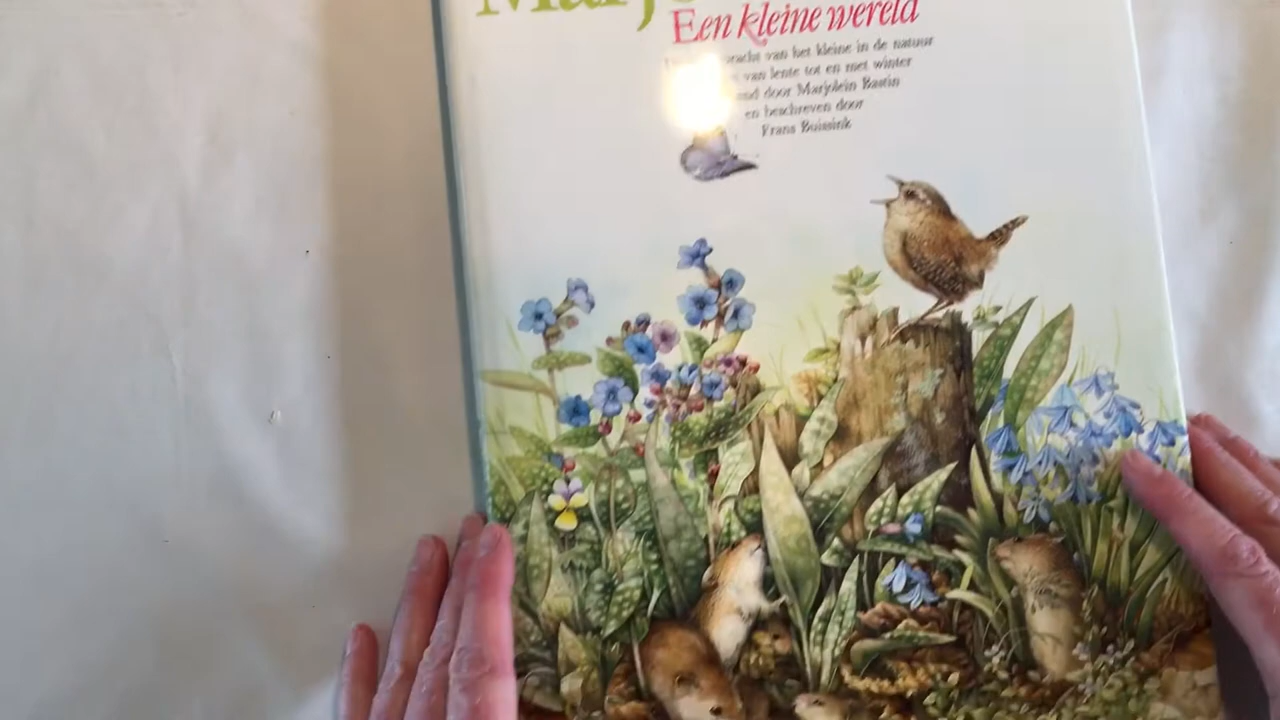 Marj
Een kleine wereld
van het kleine in de natuur
van lente tot en met winter
door Marjolein Bastin
en beschreven door
Frans Buissink